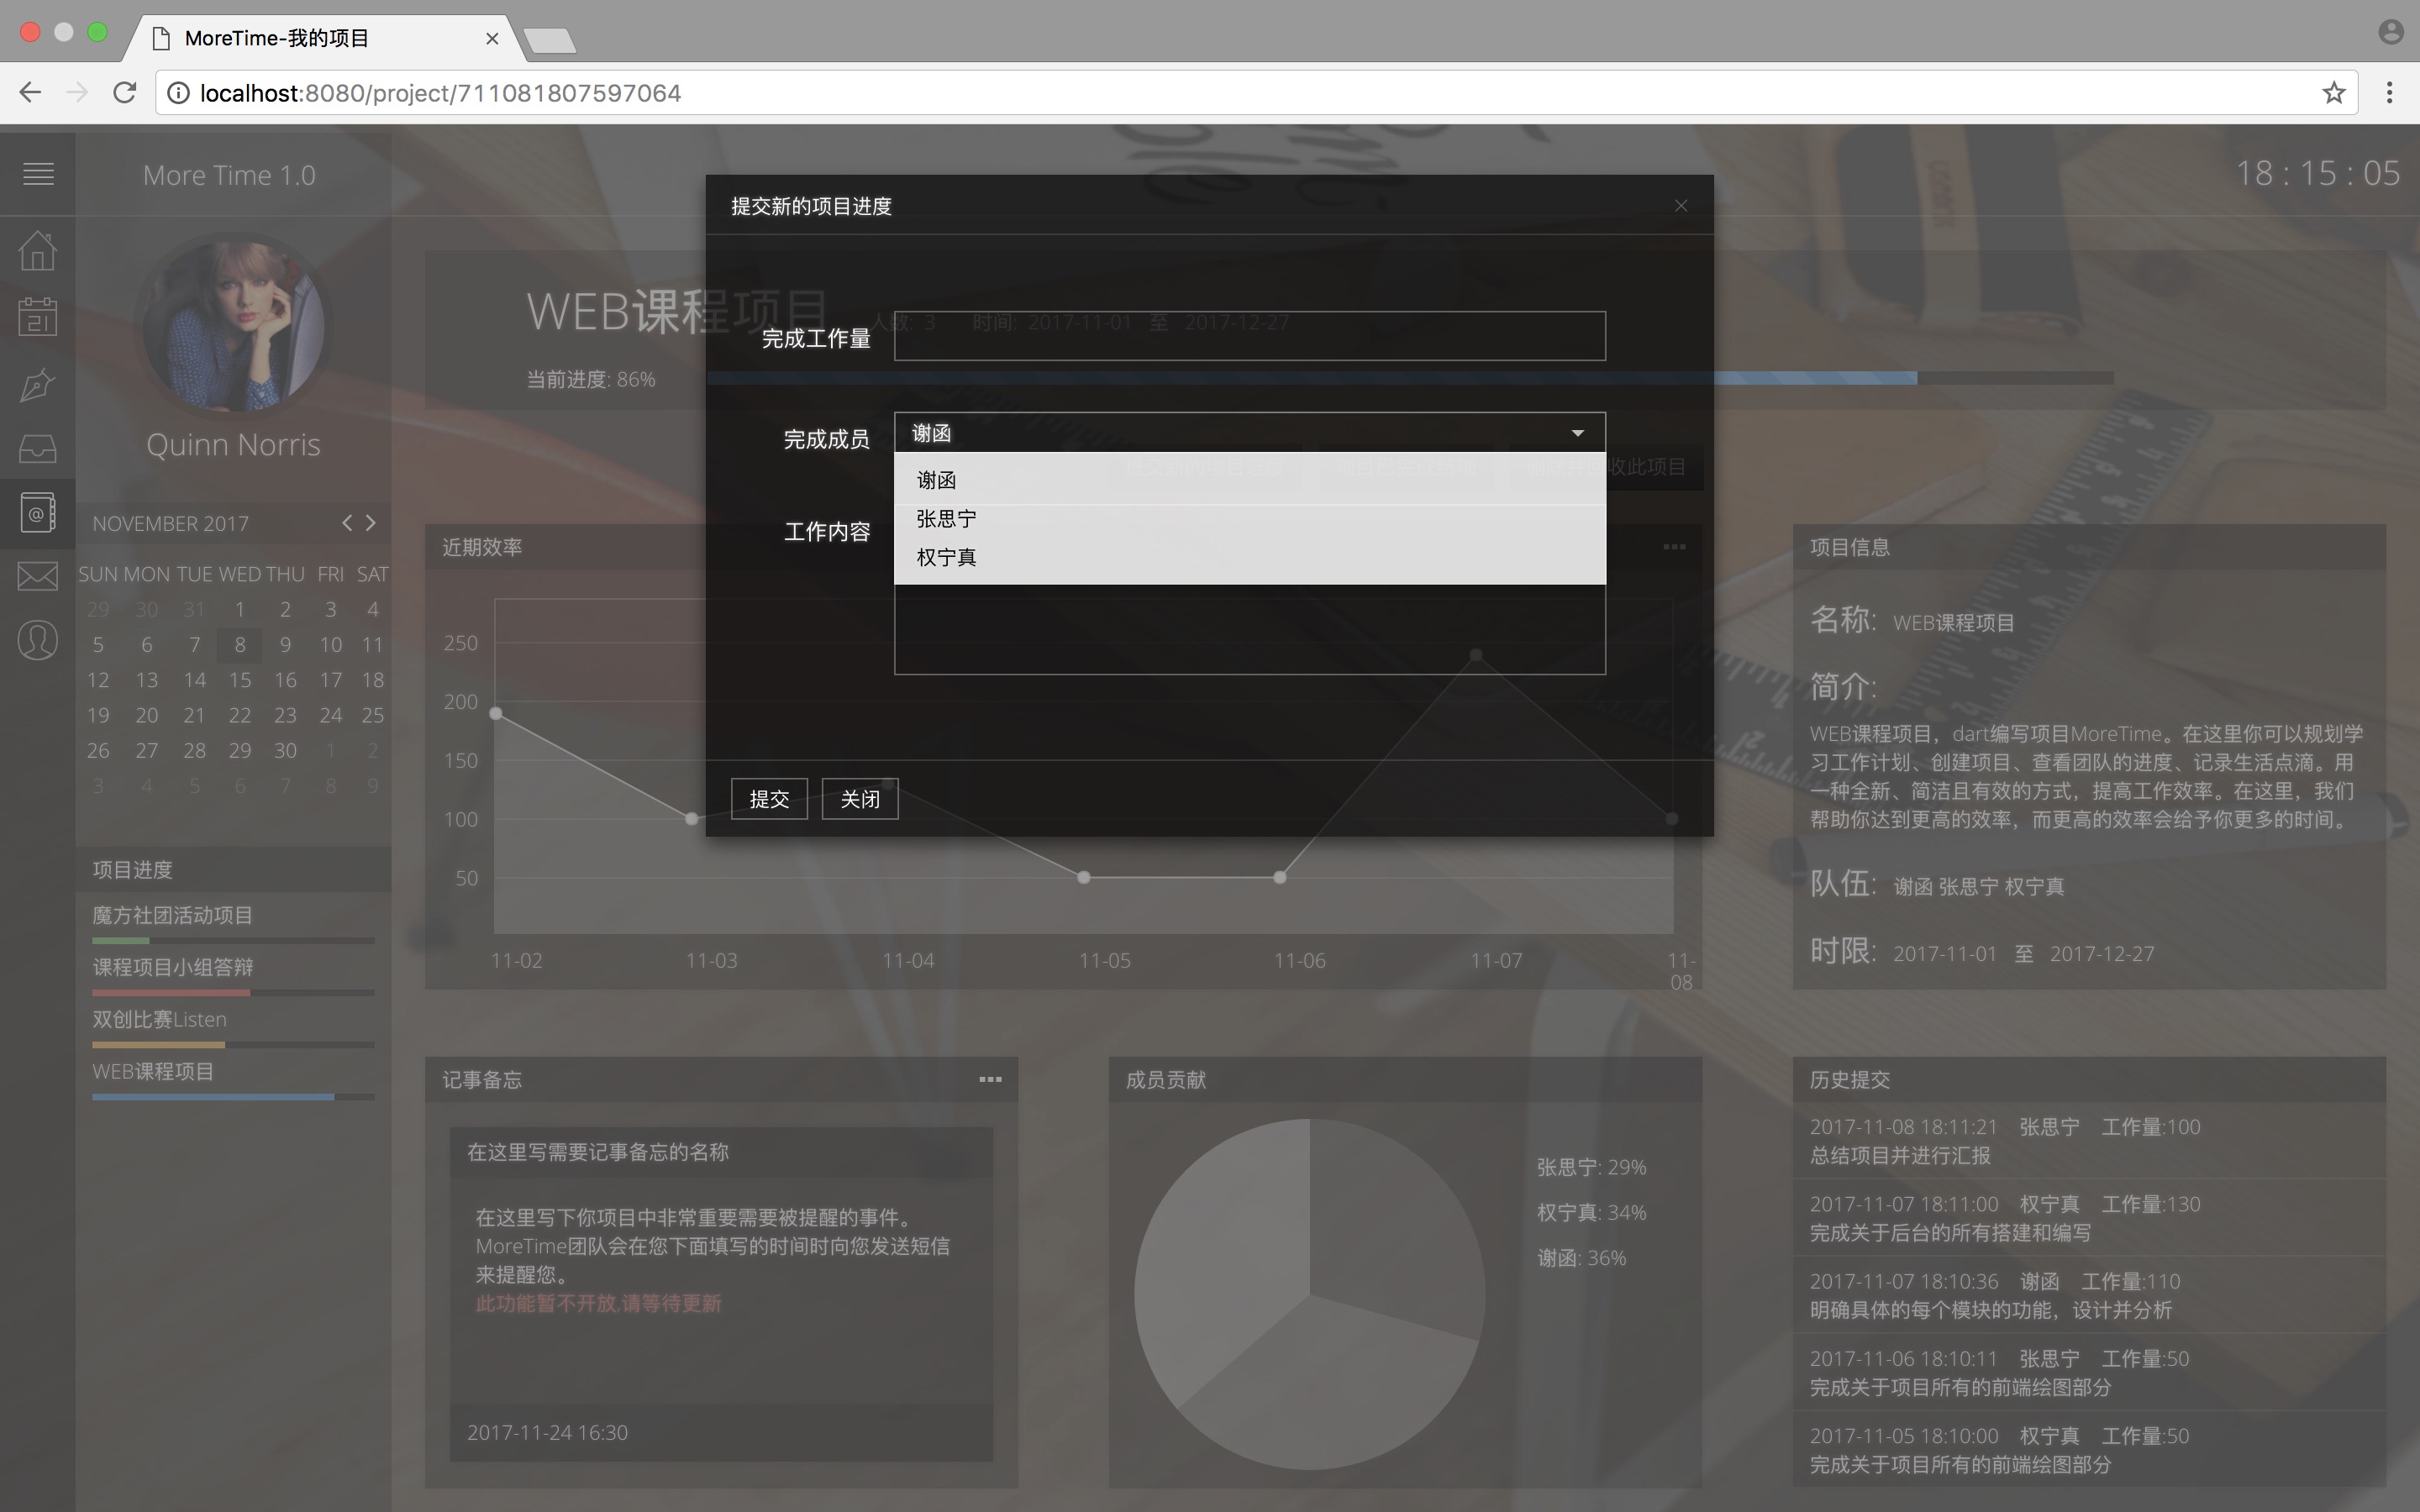 MoreTime-我的项目
localhost:8080/project/711081807597064
More Time 1.0
18 : 15 : 05
提交新的项目进度
WEB课程项目
人数: 3 时间: 2017-11-01 至 2017-12-27
当前进度: 86%
完成工作量
完成成员
谢函
谢函
张思宁
权宁真
工作内容
收此项目
提交
关闭
21
@
Quinn Norris
NOVEMBER 2017
SUN MON TUE WED THU FRI SAT
29 30 31 1 2 3 4
5 6 7 8 9 10 11
12 13 14 15 16 17 18
19 20 21 22 23 24 25
26 27 28 29 30 1 2
3 4 5 6 7 8 9
项目进度
魔方社团活动项目
课程项目小组答辩
双创比赛Listen
WEB课程项目
近期效率
250
200
150
100
50
11-02 11-03 11-04 11-05 11-06 11-07 11-
08
项目信息
名称: WEB课程项目
简介:
WEB课程项目，dart编写项目MoreTime。在这里你可以规划学
习工作计划、创建项目、查看团队的进度、记录生活点滴。用
一种全新、简洁且有效的方式，提高工作效率。在这里，我们
帮助你达到更高的效率，而更高的效率会给予你更多的时间。
队伍: 谢函 张思宁 权宁真
时限: 2017-11-01 至 2017-12-27
记事备忘
在这里写需要记事备忘的名称
在这里写下你项目中非常重要需要被提醒的事件。
MoreTime团队会在您下面填写的时间时向您发送短信
来提醒您。
此功能暂不开放,请等待更新
2017-11-24 16:30
成员贡献
张思宁: 29%
权宁真: 34%
谢函: 36%
历史提交
2017-11-08 18:11:21 张思宁 工作量:100
总结项目并进行汇报
2017-11-07 18:11:00 权宁真 工作量:130
完成关于后台的所有搭建和编写
2017-11-07 18:10:36 谢函 工作量:110
明确具体的每个模块的功能，设计并分析
2017-11-06 18:10:11 张思宁 工作量:50
完成关于项目所有的前端绘图部分
2017-11-05 18:10:00 权宁真 工作量:50
完成关于项目所有的前端绘图部分